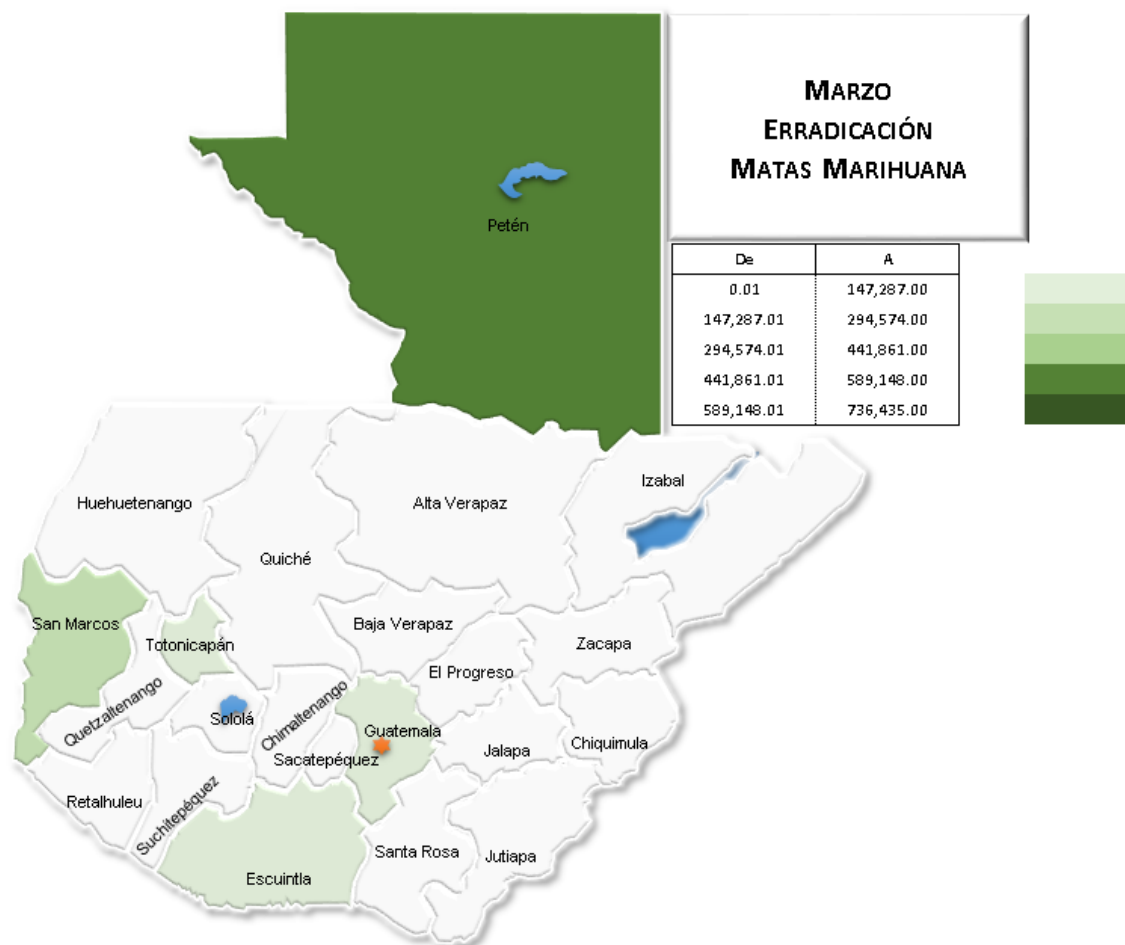 MARZO
ERRADICACIÓN
MATAS MARIHUANA
Petén
De A
0.01 147,287.00
147,287.01 294,574.00
294,574.01 441,861.00
441,861.01 589,148.00
589,148.01 736,435.00
Huehuetenango
Quiché
Alta Verapaz
Izabal
San Marcos
Totonicapán
Baja Verapaz
Zacapa
El Progreso
Quetzaltenango
Sololá
Chimaltenango
Sacatepéquez
Guatemala
Jalapa
Chiquimula
Retalhuleu
Suchitepéquez
Escuintla
Santa Rosa
Jutiapa